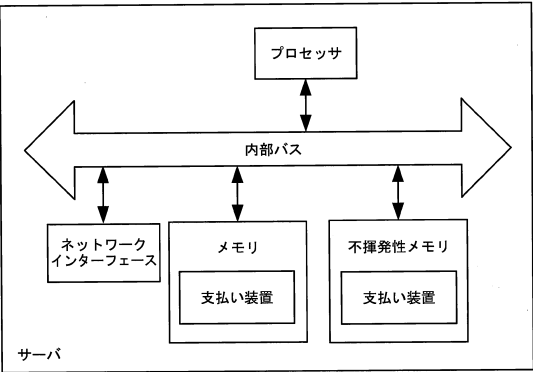 プロセッサ
内部バス
ネットワーク
インターフェース
メモリ
支払い装置
不揮発性メモリ
支払い装置
サーバ